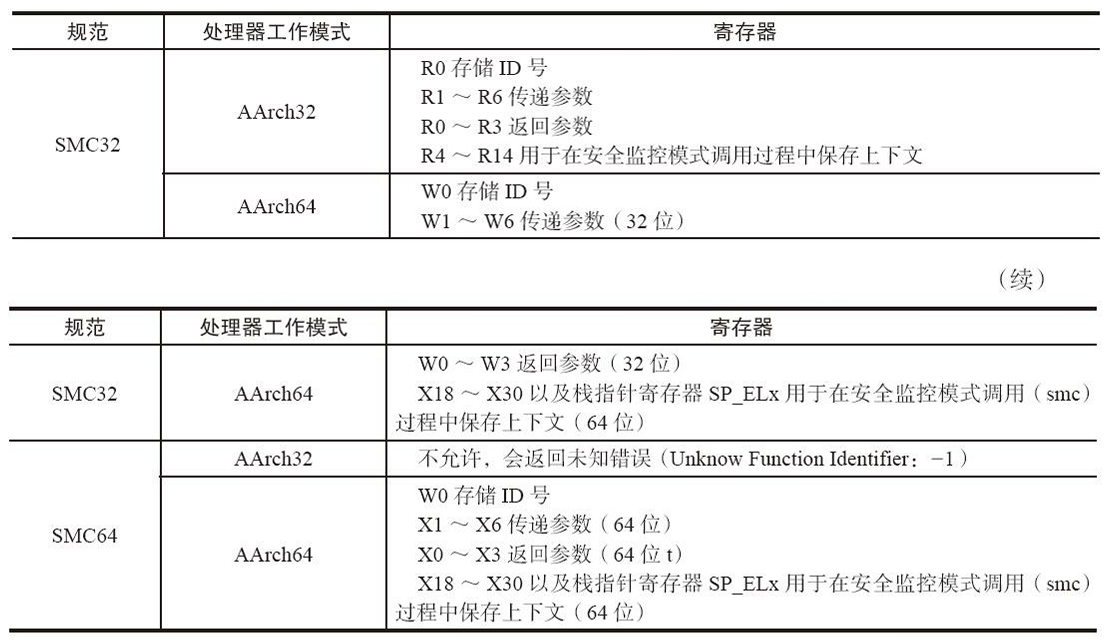 规范 处理器工作模式 寄存器
SMC32 AArch32 R0 存储 ID 号
R1 ～ R6 传递参数
R0 ～ R3 返回参数
R4 ～ R14 用于在安全监控模式调用过程中保存上下文
AArch64 W0 存储 ID 号
W1 ～ W6 传递参数（32 位）
（续）
规范 处理器工作模式 寄存器
SMC32 AArch64 W0 ～ W3 返回参数（32 位）
X18 ～ X30 以及栈指针寄存器 SP_ELx 用于在安全监控模式调用（smc）
过程中保存上下文（64 位）
SMC64 AArch32 不允许，会返回未知错误（Unknow Function Identifier：-1）
AArch64 W0 存储 ID 号
X1 ～ X6 传递参数（64 位）
X0 ～ X3 返回参数（64 位 t）
X18 ～ X30 以及栈指针寄存器 SP_ELx 用于在安全监控模式调用（smc）
过程中保存上下文（64 位）